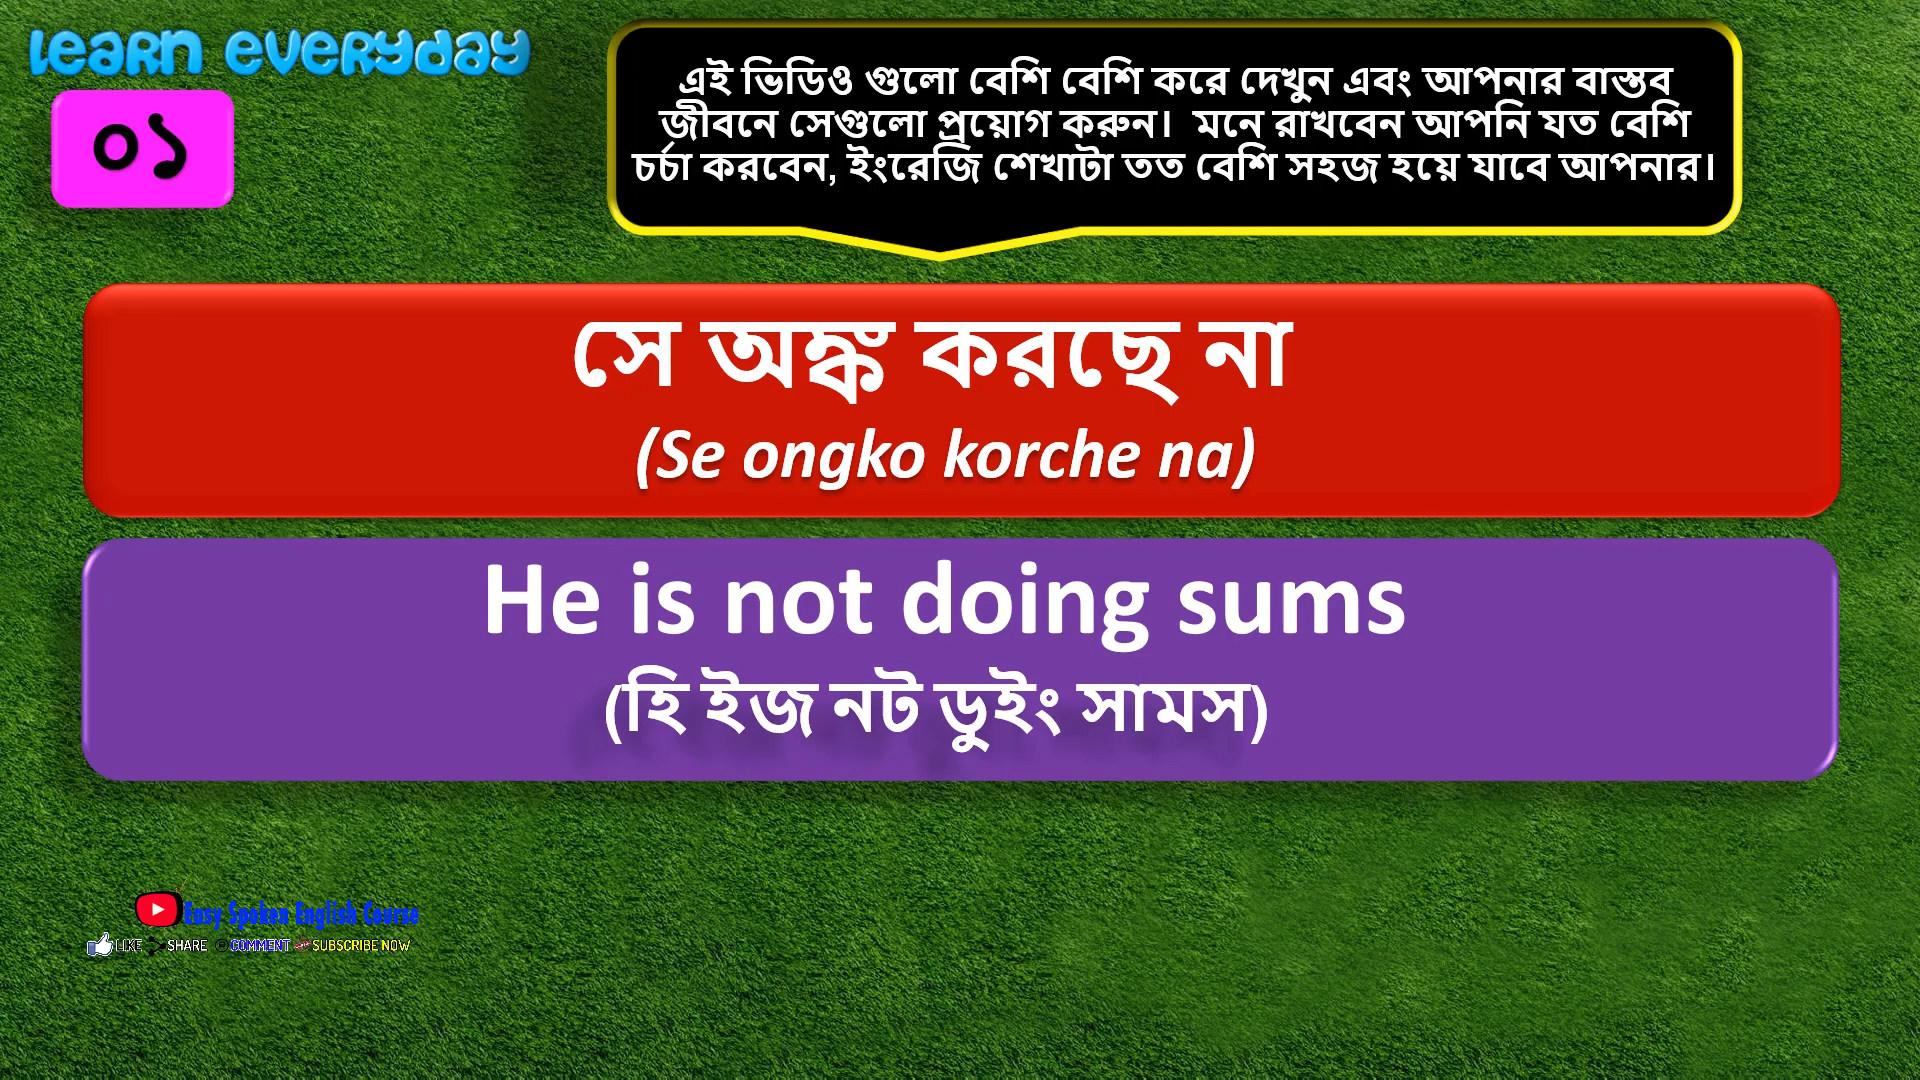 LEARN EVERYDAY
০১
এই ভিডিও গুলো বেশি বেশি করে দেখুন এবং আপনার বাস্তব
জীবনে সেগুলো প্রয়োগ করুন। মনে রাখবেন আপনি যত বেশি
চর্চা করবেন, ইংরেজি শেখাটা তত বেশি সহজ হয়ে যাবে আপনার।
সে অঙ্ক করছে না
(Se ongko korche na)
He is not doing sums
(হি ইজ নট ডুইং সামস)
Easy Spoken English Course
LIKE SHARE COMMENT SUBSCRIBE NOW